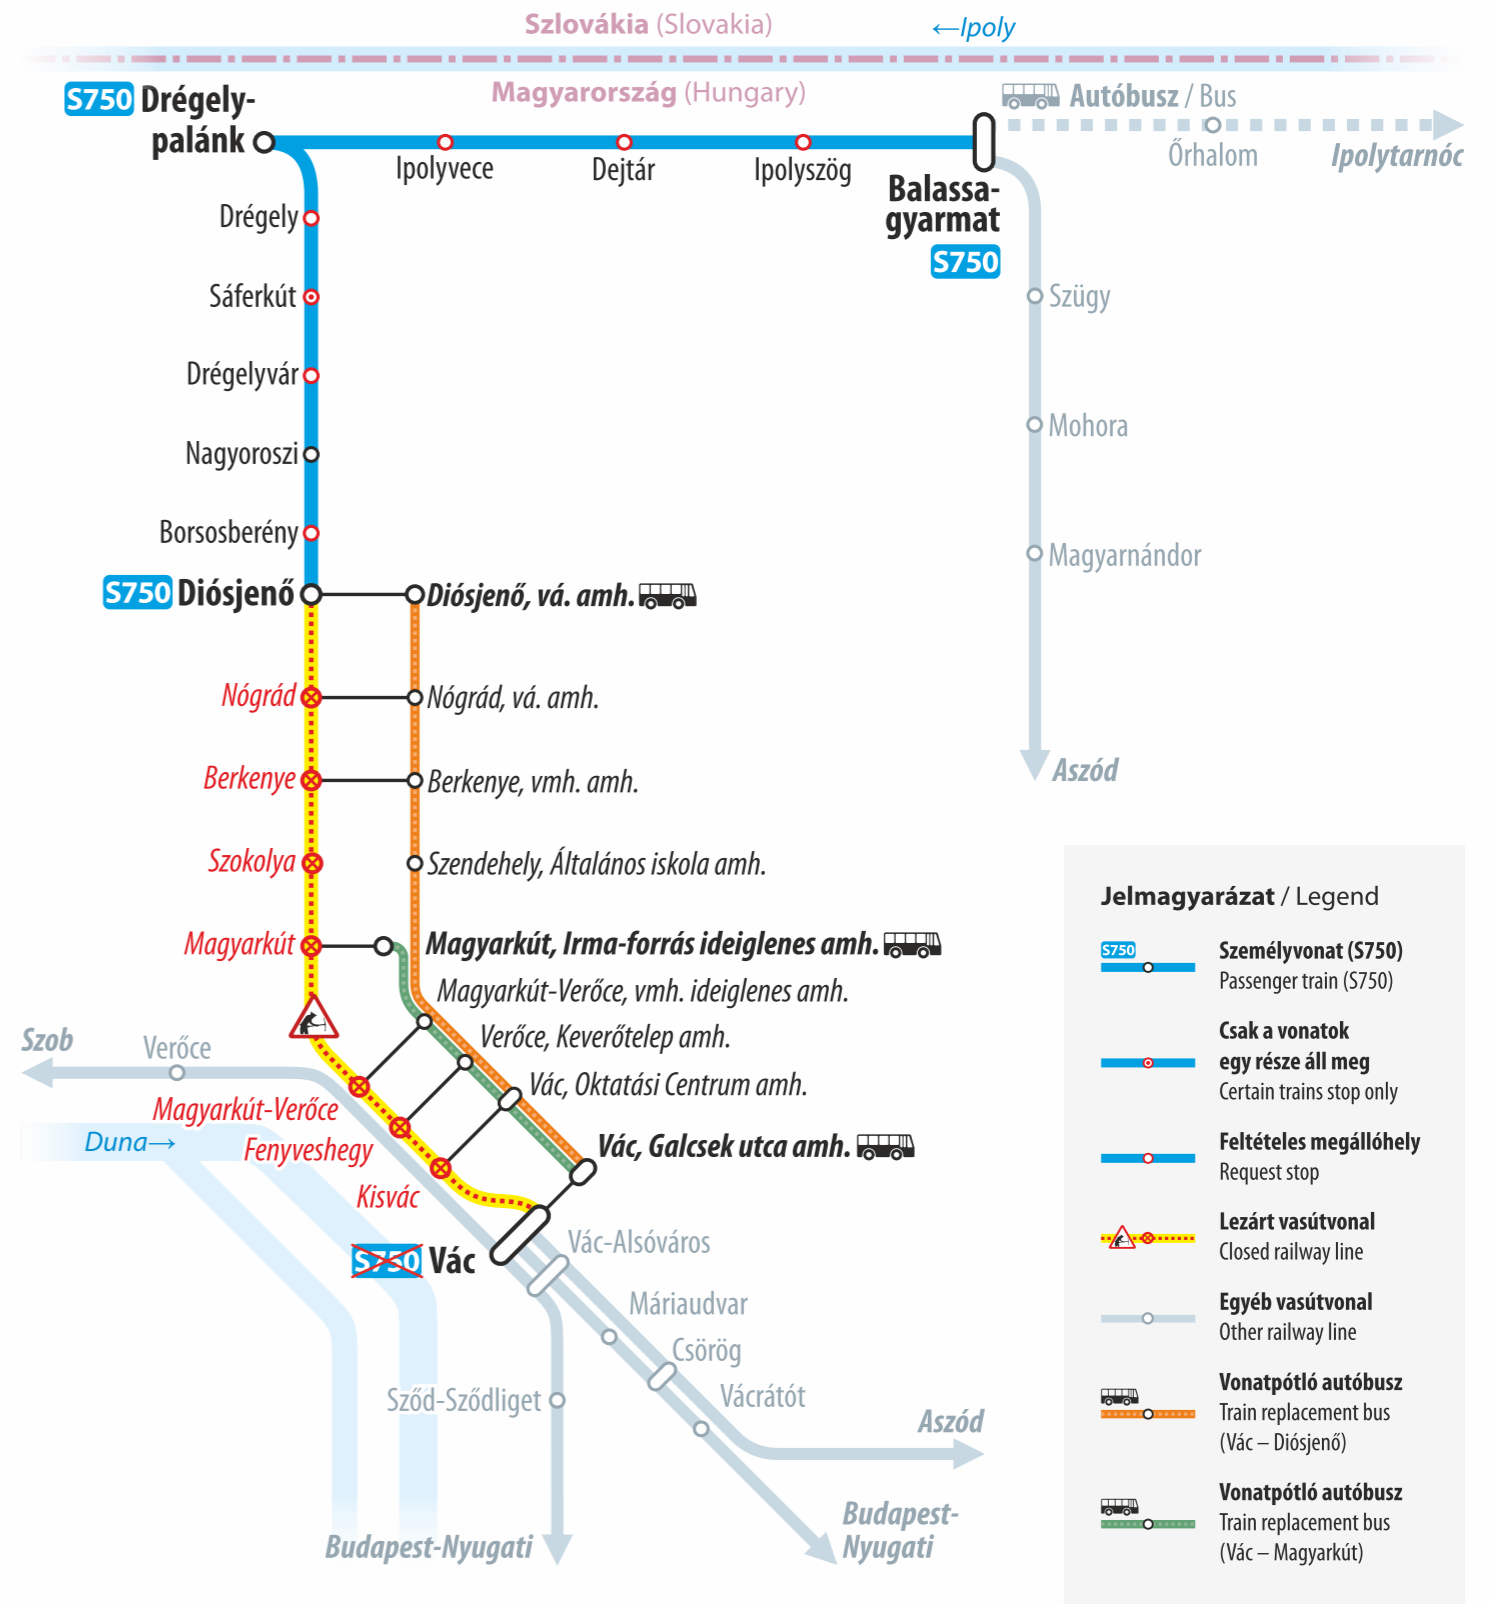 Szlovákia (Slovakia)
←Ipoly
Magyarország (Hungary)
S750 Drégely-
palánk
Ipolyvece
Dejtár
Ipolyszög
Balassa-
gyarmat
S750
Autóbusz / Bus
Őrhalom
Ipolytarnóc
Drégely
Sáferkút
Drégelyvár
Nagyoroszi
Borsosberény
S750 Diósjenő
Diósjenő, vá. amh.
Szügy
Mohora
Magyarnándor
Aszód
Nógrád
Nógrád, vá. amh.
Berkenye
Berkenye, vmh. amh.
Szokolya
Szendehely, Általános iskola amh.
Magyarkút
Magyarkút, Irma-forrás ideiglenes amh.
Magyarkút-Verőce, vmh. ideiglenes amh.
Verőce, Keverőtelep amh.
Vác, Oktatási Centrum amh.
Vác, Galcsek utca amh.
Szob
Verőce
Magyarkút-Verőce
Duna→
Fenyveshegy
Kisvác
S750 Vác
Vác-Alsóváros
Máriaudvar
Csörög
Vácrátót
Sződ-Sződliget
Aszód
Budapest-Nyugati
Budapest-
Nyugati
Jelmagyarázat / Legend
S750
Személyvonat (S750)
Passenger train (S750)
Csak a vonatok
egy része áll meg
Certain trains stop only
Feltételes megállóhely
Request stop
Lezárt vasútvonal
Closed railway line
Egyéb vasútvonal
Other railway line
Vonatpótló autóbusz
Train replacement bus
(Vác – Diósjenő)
Vonatpótló autóbusz
Train replacement bus
(Vác – Magyarkút)